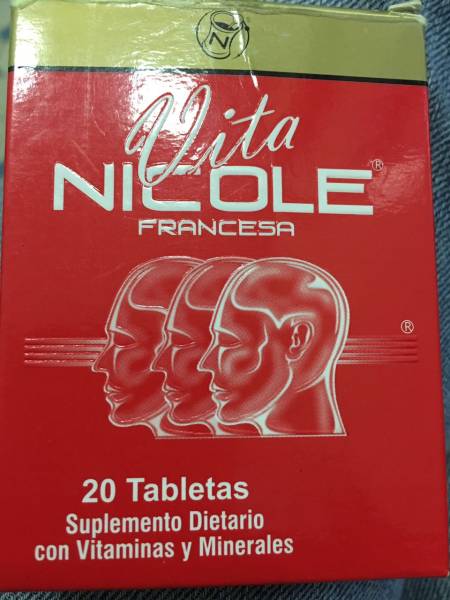 N
Vita
NICOLE®
FRANCESA
®
20 Tabletas
Suplemento Dietario
con Vitaminas y Minerales